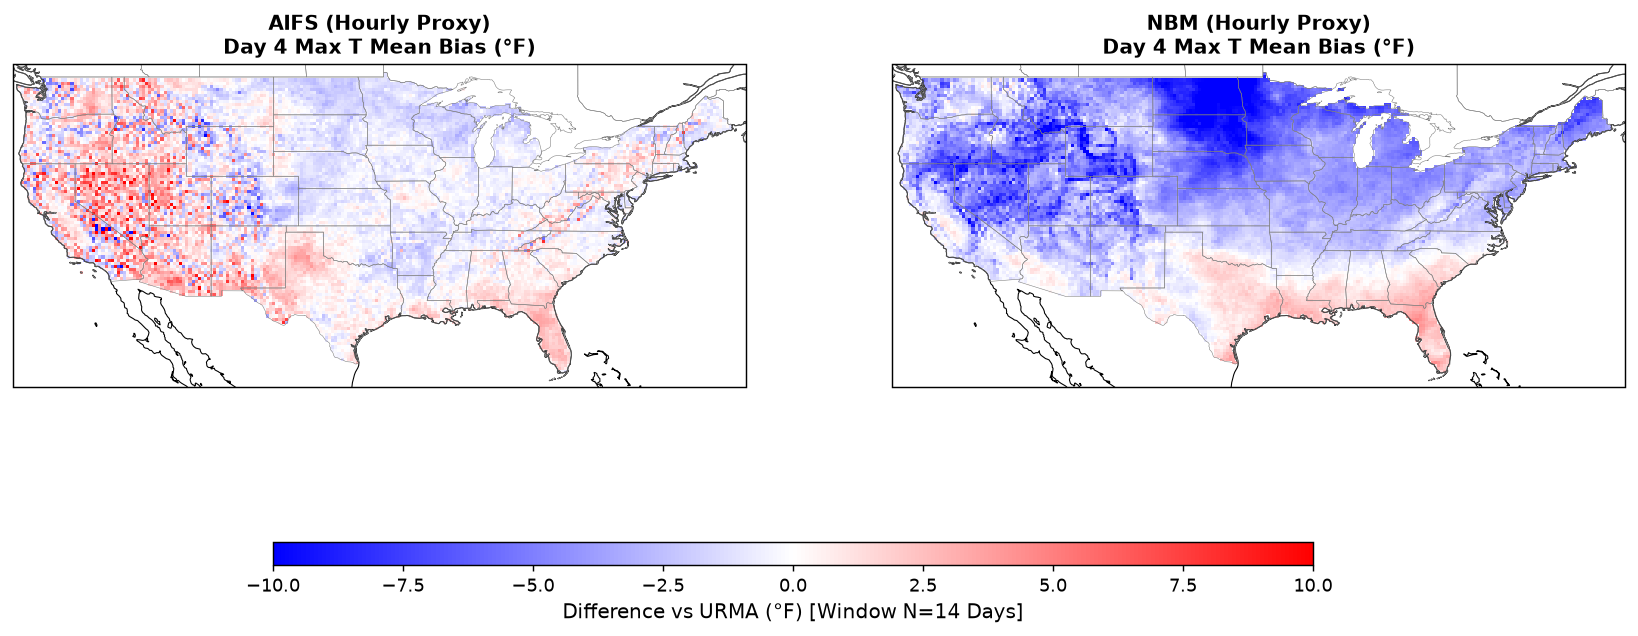 AIFS (Hourly Proxy)
Day 4 Max T Mean Bias (°F)
NBM (Hourly Proxy)
Day 4 Max T Mean Bias (°F)
−10.0 −7.5 −5.0 −2.5 0.0 2.5 5.0 7.5 10.0
Difference vs URMA (°F) [Window N=14 Days]